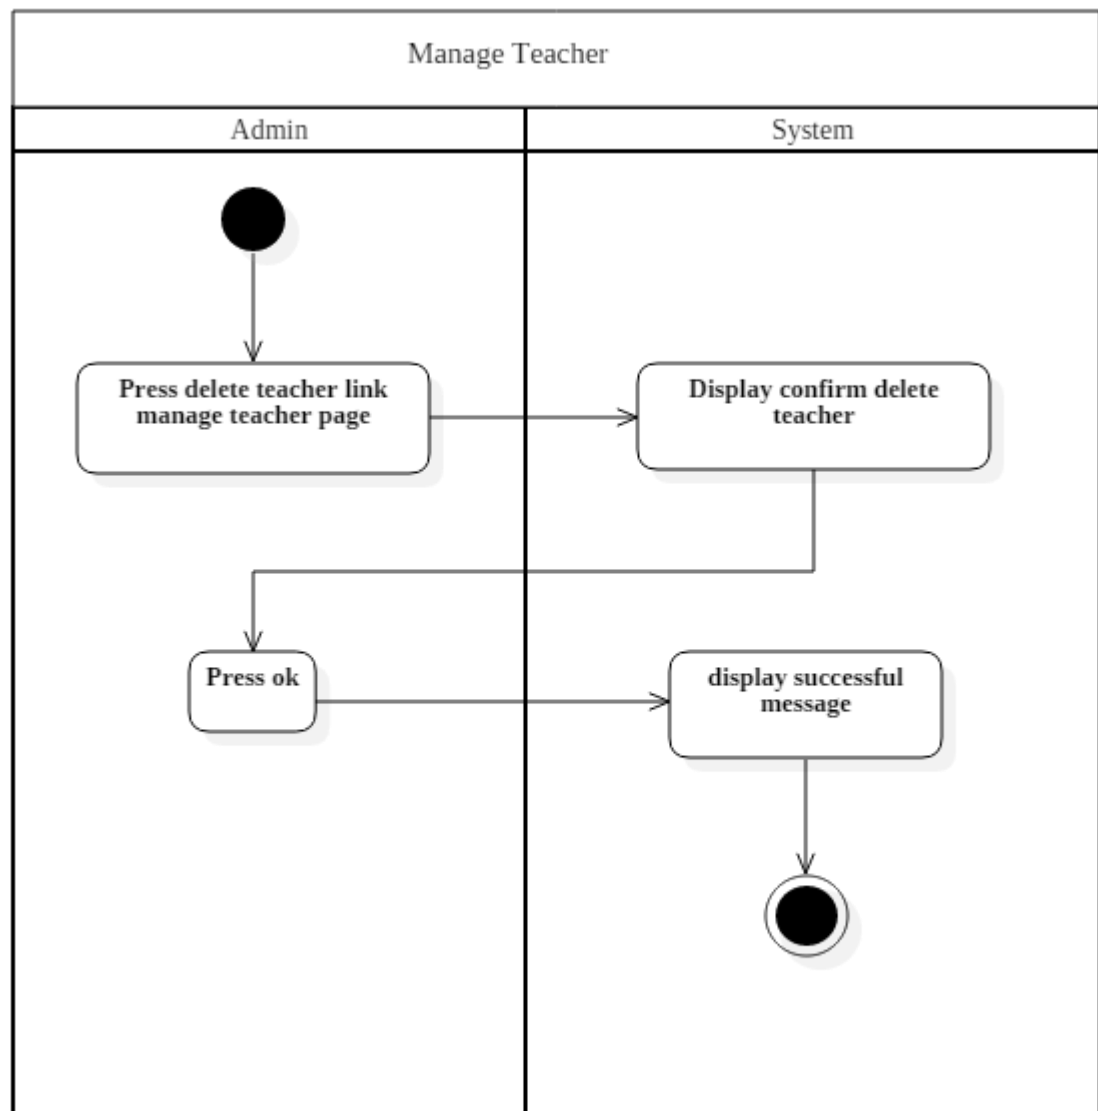 Manage Teacher
Admin
System
Press delete teacher link
manage teacher page
Display confirm delete
teacher
Press ok
display successful
message